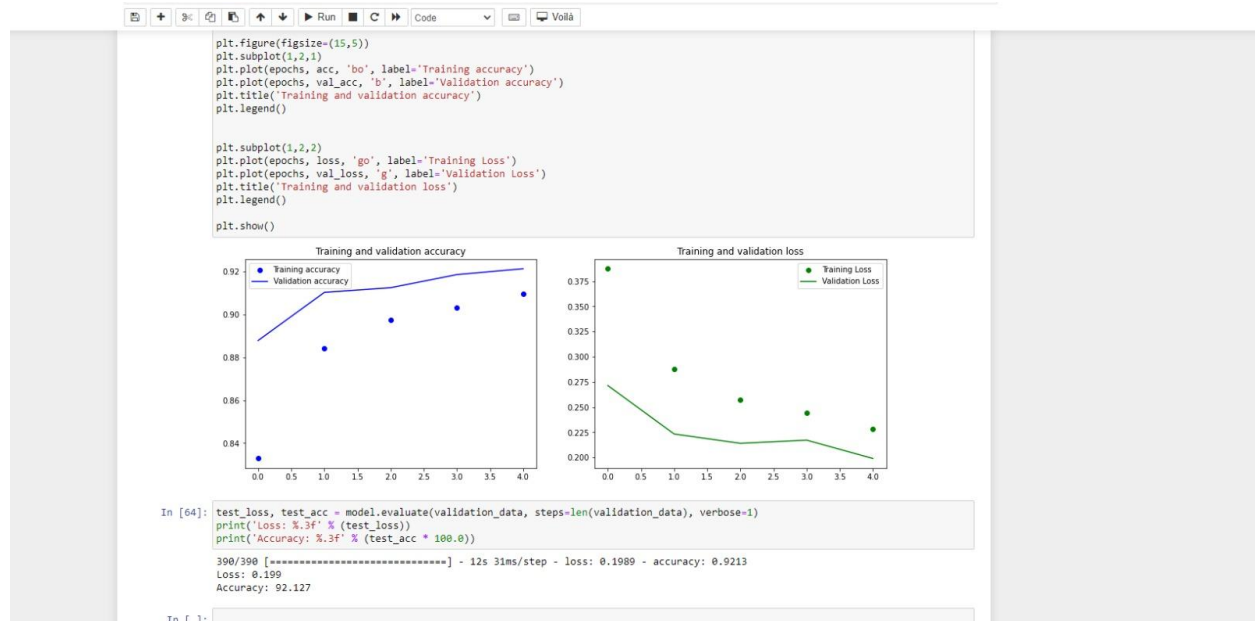 Run
Code
Voilà
plt.figure(figsize=(15,5))
plt.subplot(1,2,1)
plt.plot(epochs, acc, 'bo', label='Training accuracy')
plt.plot(epochs, val_acc, 'b', label='Validation accuracy')
plt.title('Training and validation accuracy')
plt.legend()
plt.subplot(1,2,2)
plt.plot(epochs, loss, 'go', label='Training Loss')
plt.plot(epochs, val_loss, 'g', label='Validation Loss')
plt.title('Training and validation loss')
plt.legend()
plt.show()
Training and validation accuracy
Training accuracy
Validation accuracy
0.92
0.90
0.88
0.86
0.84
0.0 0.5 1.0 1.5 2.0 2.5 3.0 3.5 4.0
Training and validation loss
Training Loss
Validation Loss
0.375
0.350
0.325
0.300
0.275
0.250
0.225
0.200
0.0 0.5 1.0 1.5 2.0 2.5 3.0 3.5 4.0
In [64]: test_loss, test_acc = model.evaluate(validation_data, steps=len(validation_data), verbose=1)
print('Loss: %.3f' % (test_loss))
print('Accuracy: %.3f' % (test_acc * 100.0))
390/390 [==============================] - 12s 31ms/step - loss: 0.1989 - accuracy: 0.9213
Loss: 0.199
Accuracy: 92.127
In [ ]: